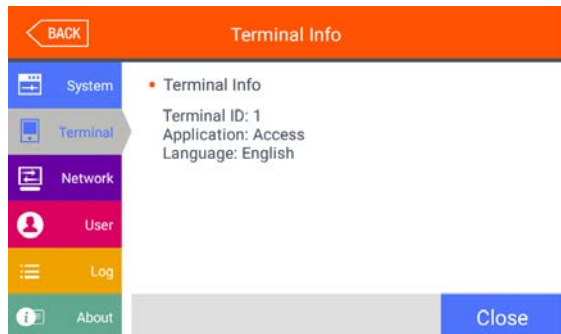 BACK
Terminal Info
System
Terminal
Network
User
Log
About
• Terminal Info
Terminal ID: 1
Application: Access
Language: English
Close